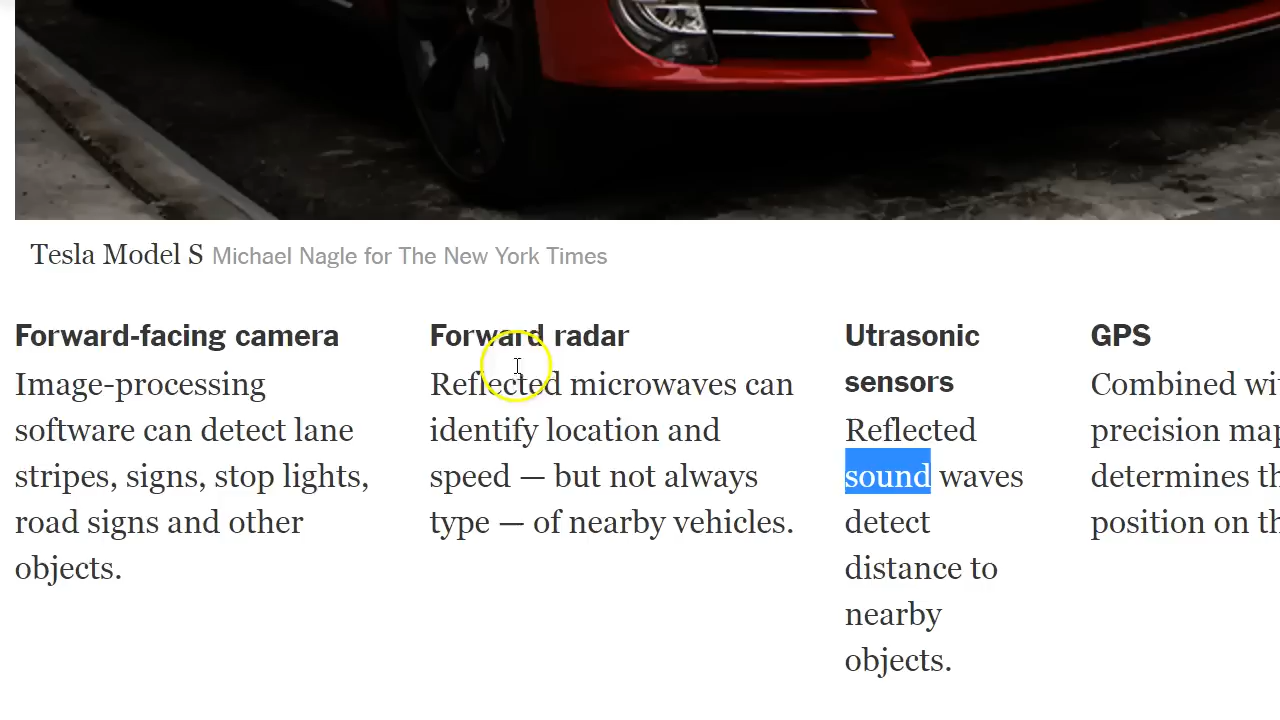 Tesla Model S Michael Nagle for The New York Times
Forward-facing camera
Image-processing
software can detect lane
stripes, signs, stop lights,
road signs and other
objects.
Forward radar
Reflected microwaves can
identify location and
speed — but not always
type — of nearby vehicles.
Utrasonic
sensors
Reflected
sound waves
detect
distance to
nearby
objects.
GPS
Combined
precision
determines
position on